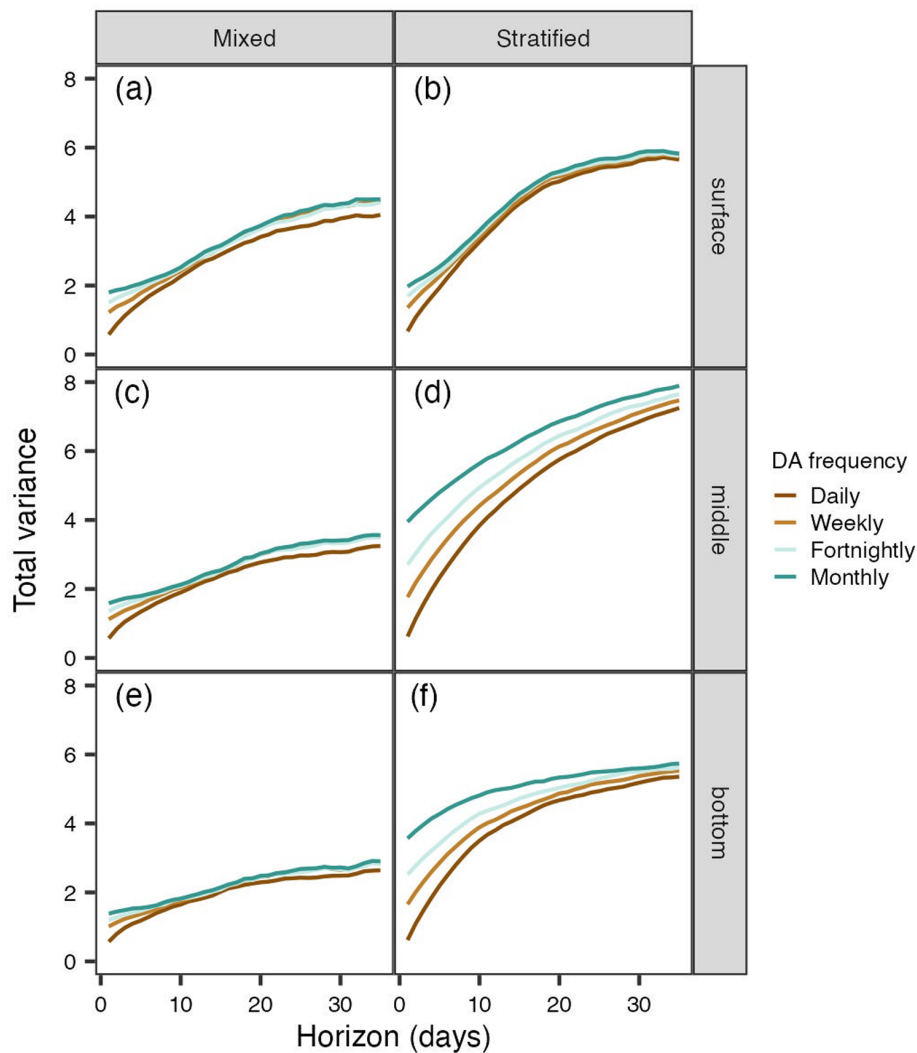 Mixed
Stratified
(a)
(b)
surface
8
6
4
2
0
(c)
(d)
middle
8
6
4
2
0
(e)
(f)
bottom
8
6
4
2
0
Total variance
0 10 20 30
0 10 20 30
Horizon (days)
DA frequency
Daily
Weekly
Fortnightly
Monthly